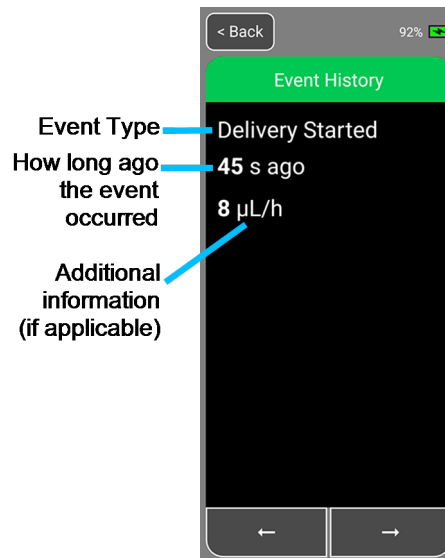 < Back
92%
Event History
Event Type
Delivery Started
How long ago
the event
occurred
45 s ago
8 µL/h
Additional
information
(if applicable)
←
→